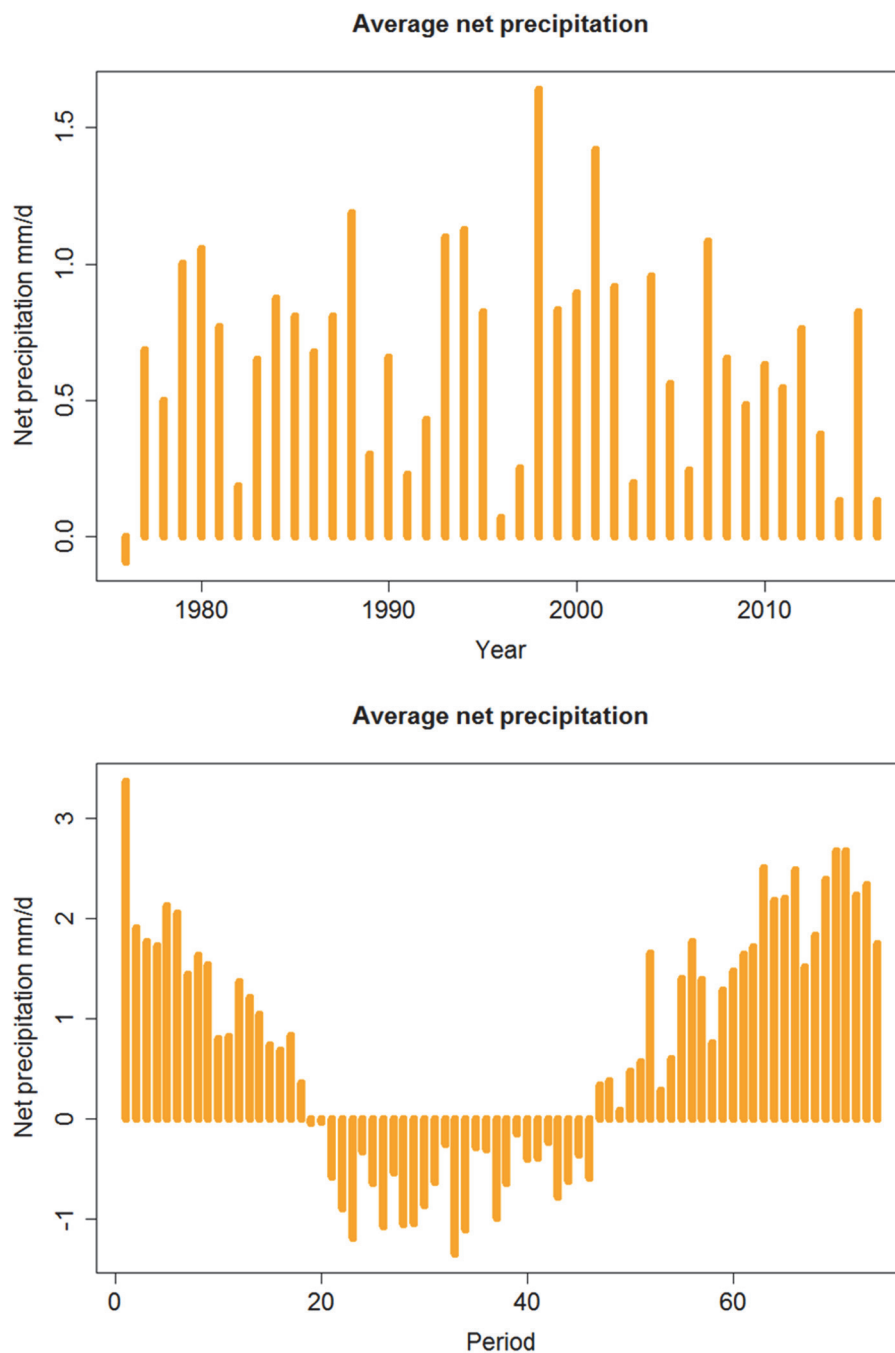 Average net precipitation
1.5
1.0
0.5
0.0
Net precipitation mm/d
1980 1990 2000 2010
Year
Average net precipitation
3
2
1
0
-1
Net precipitation mm/d
0 20 40 60
Period